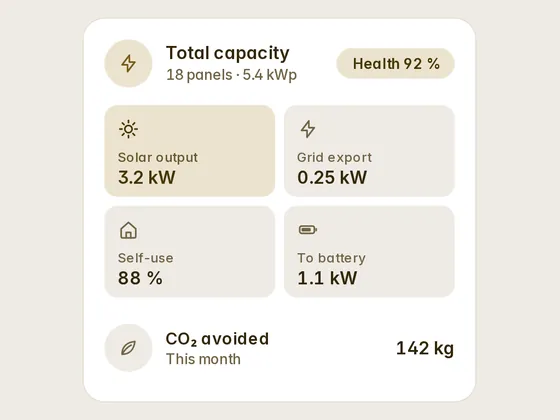 Total capacity
18 panels · 5.4 kWp
Health 92 %
Solar output
3.2 kW
Grid export
0.25 kW
Self-use
88 %
To battery
1.1 kW
CO₂ avoided
This month
142 kg